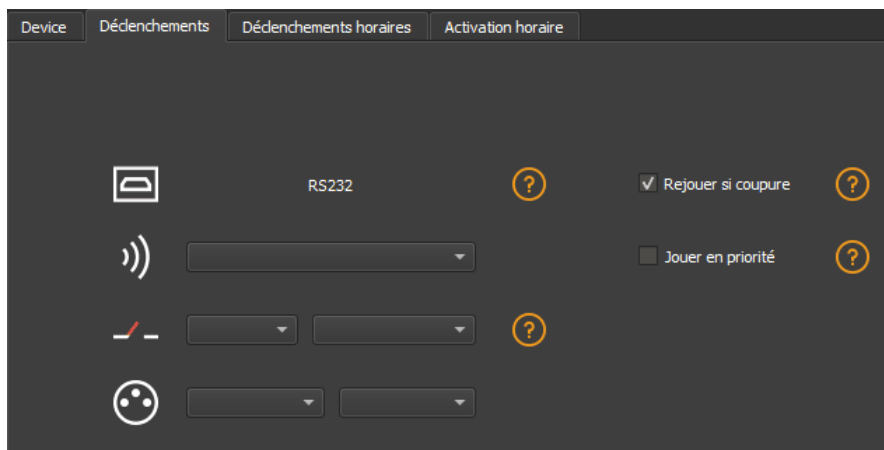 Device
Déclenchements
Déclenchements horaires
Activation horaire
RS232
?
Rejouer si coupure
?
Jouer en priorité
?
?